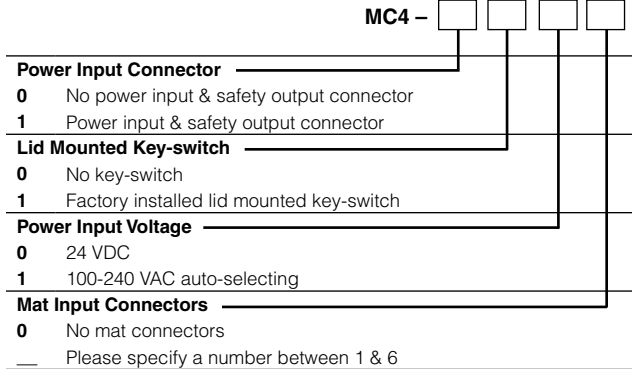 MC4 –
Power Input Connector
0 No power input & safety output connector
1 Power input & safety output connector
Lid Mounted Key-switch
0 No key-switch
1 Factory installed lid mounted key-switch
Power Input Voltage
0 24 VDC
1 100-240 VAC auto-selecting
Mat Input Connectors
0 No mat connectors
__ Please specify a number between 1 & 6